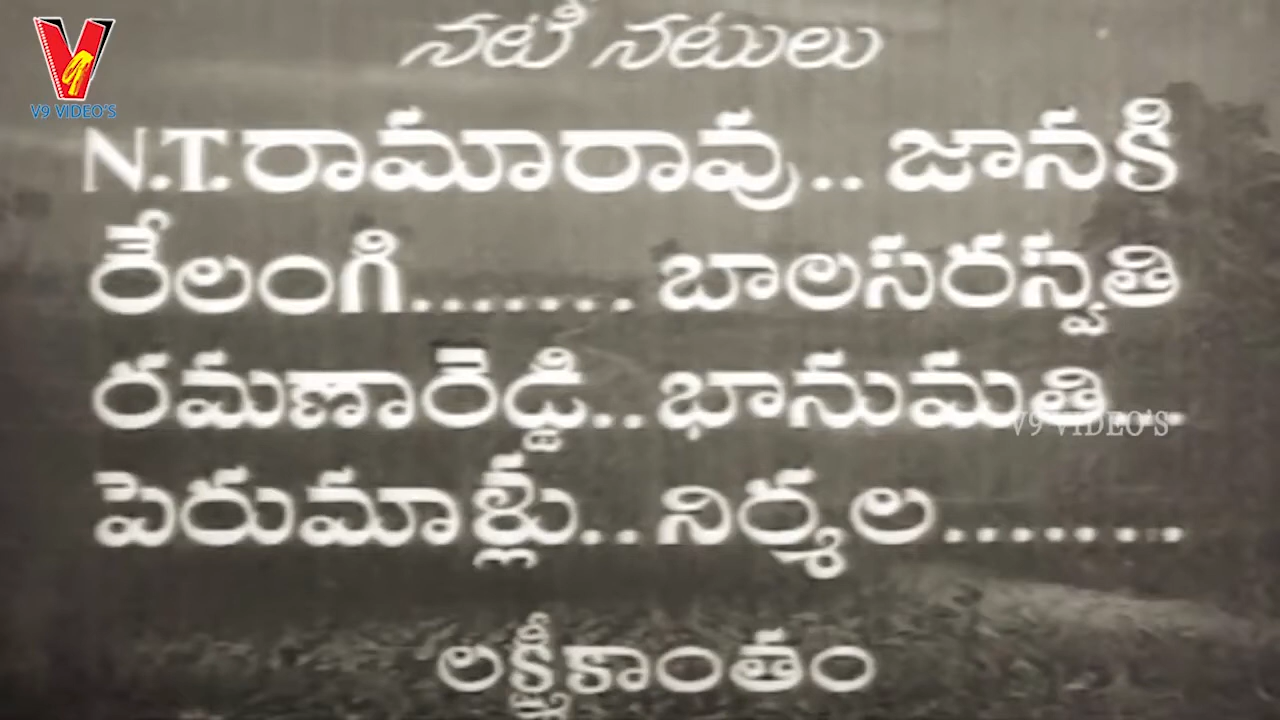 నటీ నటులు
V9 VIDEO'S
N.T.రామారావు.. జానకి
రేలంగి....... బాలసరస్వతి
రమణారెడ్డి.. భానుమతి..
V9 VIDEO'S
పెరుమాళ్లు.. నిర్మల........
లక్ష్మీకాంతం